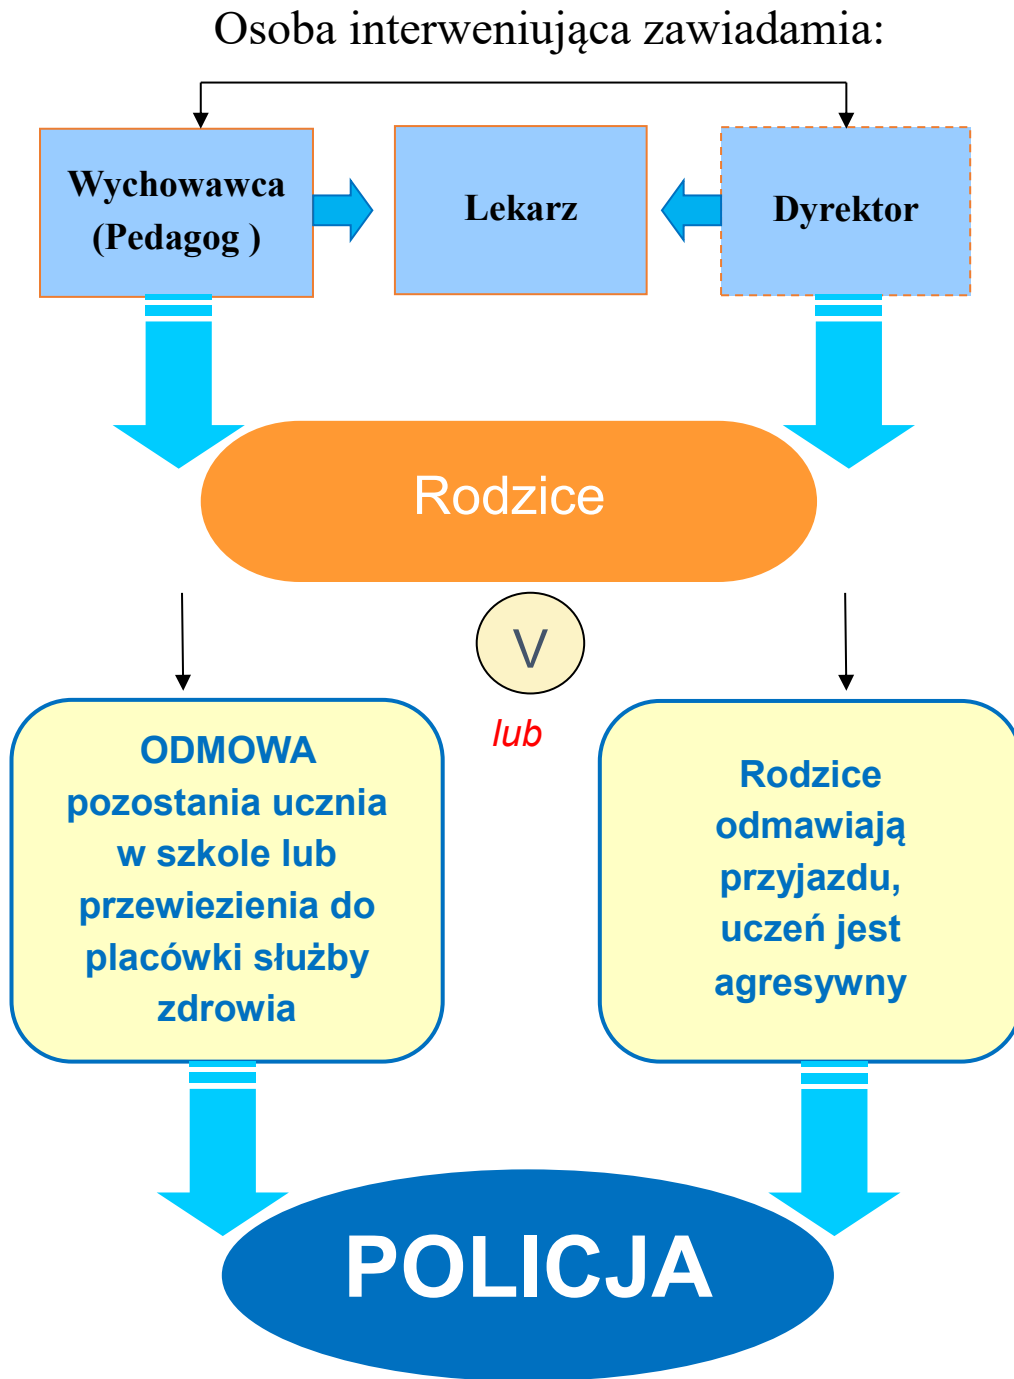 Osoba interweniująca zawiadamia:
Wychowawca
(Pedagog )
Lekarz
Dyrektor
Rodzice
V
lub
ODMOWA
pozostania ucznia
w szkole lub
przewiezienia do
placówki służby
zdrowia
Rodzice
odmawiają
przyjazdu,
uczeń jest
agresywny
POLICJA